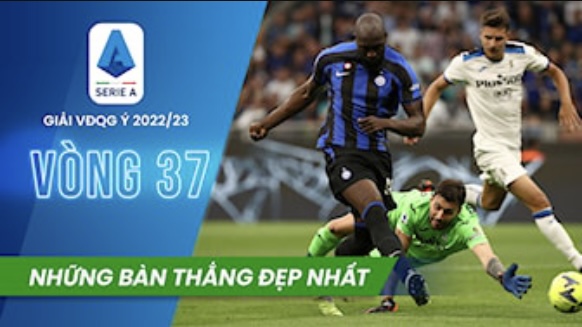 SERIE A
GIẢI VĐQG Ý 2022/23
VÒNG 37
NHỮNG BÀN THẮNG ĐẸP NHẤT